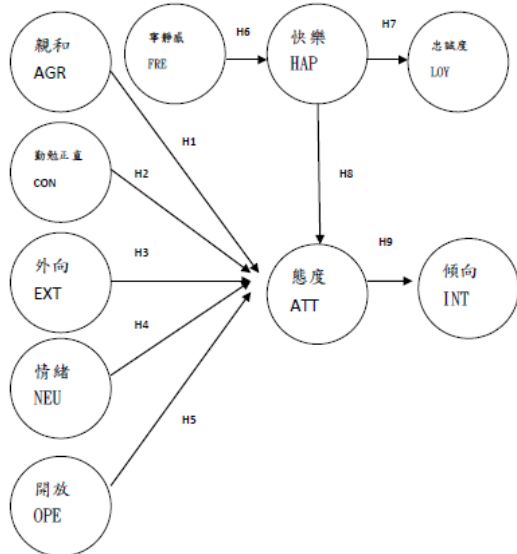 親和
AGR
寧靜感
FRE
H6
快樂
HAP
H7
忠誠度
LOY
H1
勤勉正直
CON
H2
H8
外向
EXT
H3
態度
ATT
H9
傾向
INT
H4
情緒
NEU
H5
開放
OPE